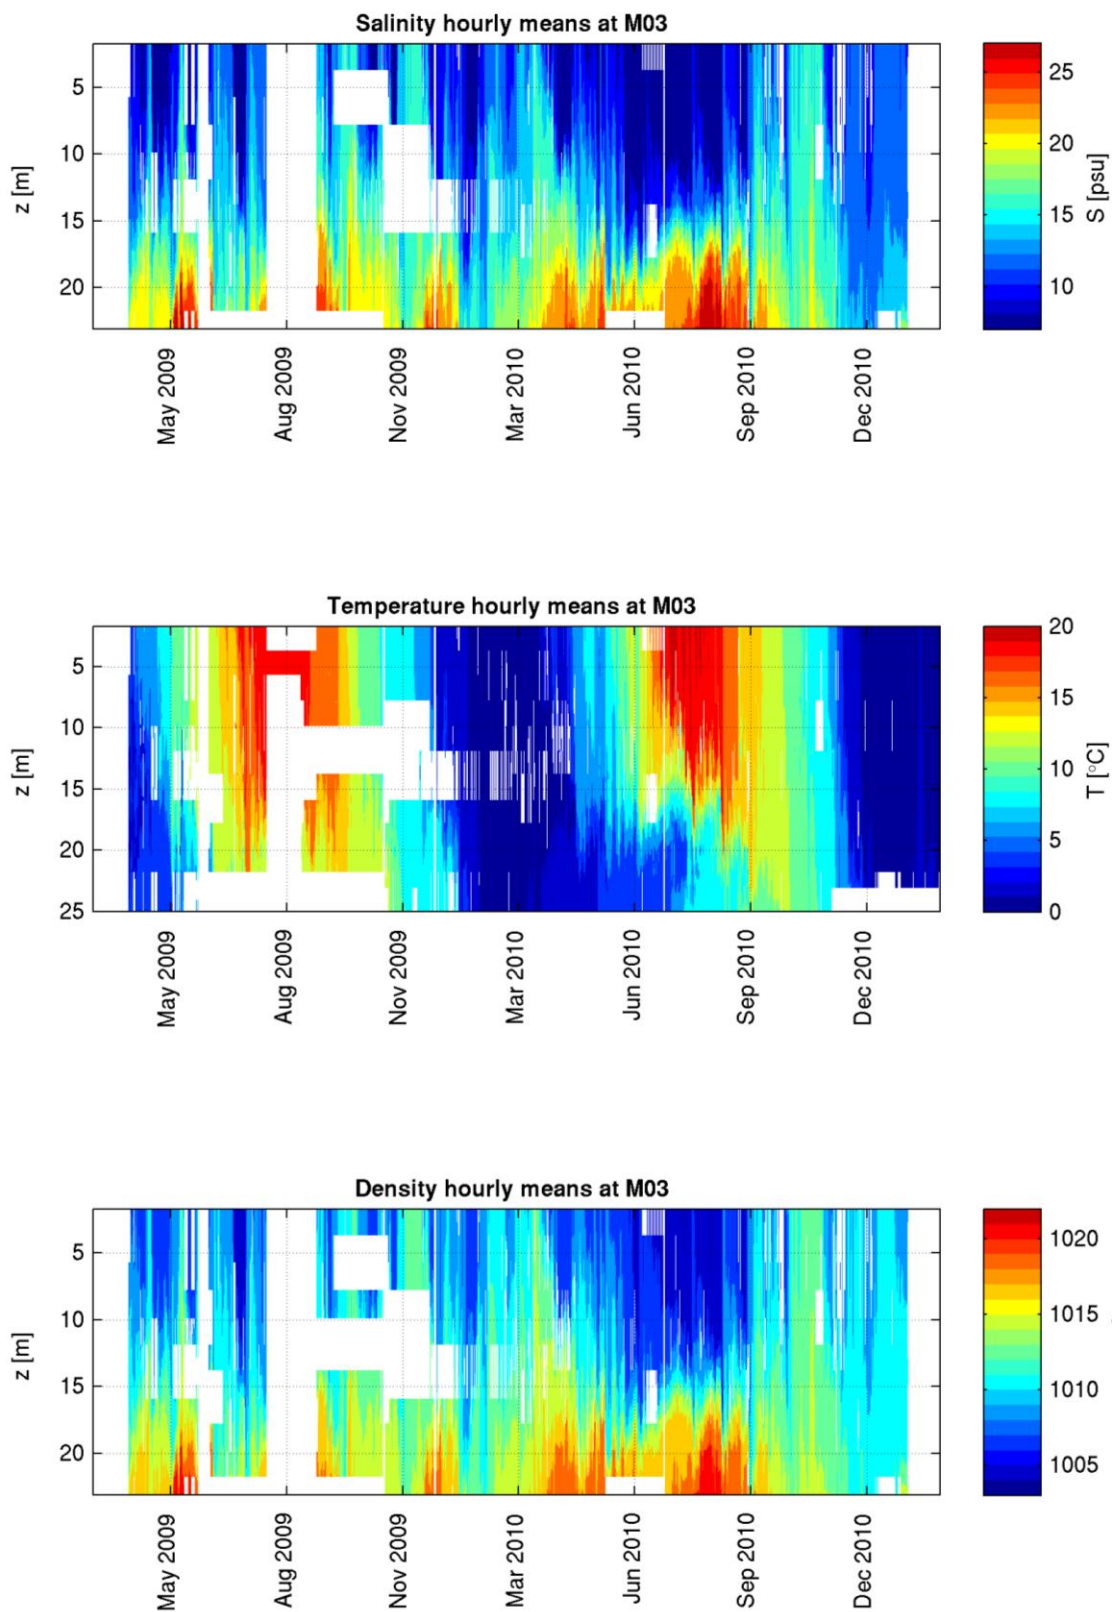 Salinity hourly means at M03
z [m]
5
10
15
20
May 2009
Aug 2009
Nov 2009
Mar 2010
Jun 2010
Sep 2010
Dec 2010
25
20
15
10
S [psu]
Temperature hourly means at M03
z [m]
5
10
15
20
25
May 2009
Aug 2009
Nov 2009
Mar 2010
Jun 2010
Sep 2010
Dec 2010
20
15
10
5
0
T [°C]
Density hourly means at M03
z [m]
5
10
15
20
May 2009
Aug 2009
Nov 2009
Mar 2010
Jun 2010
Sep 2010
Dec 2010
1020
1015
1010
1005